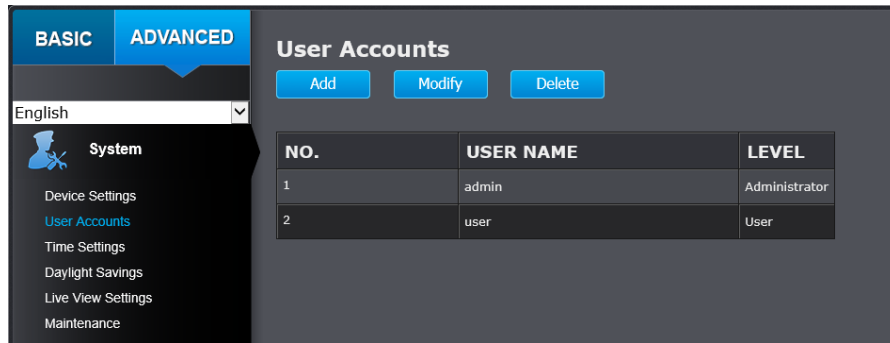 BASIC ADVANCED
English
System
Device Settings
User Accounts
Time Settings
Daylight Savings
Live View Settings
Maintenance
User Accounts
Add Modify Delete
NO. USER NAME LEVEL
1 admin Administrator
2 user User